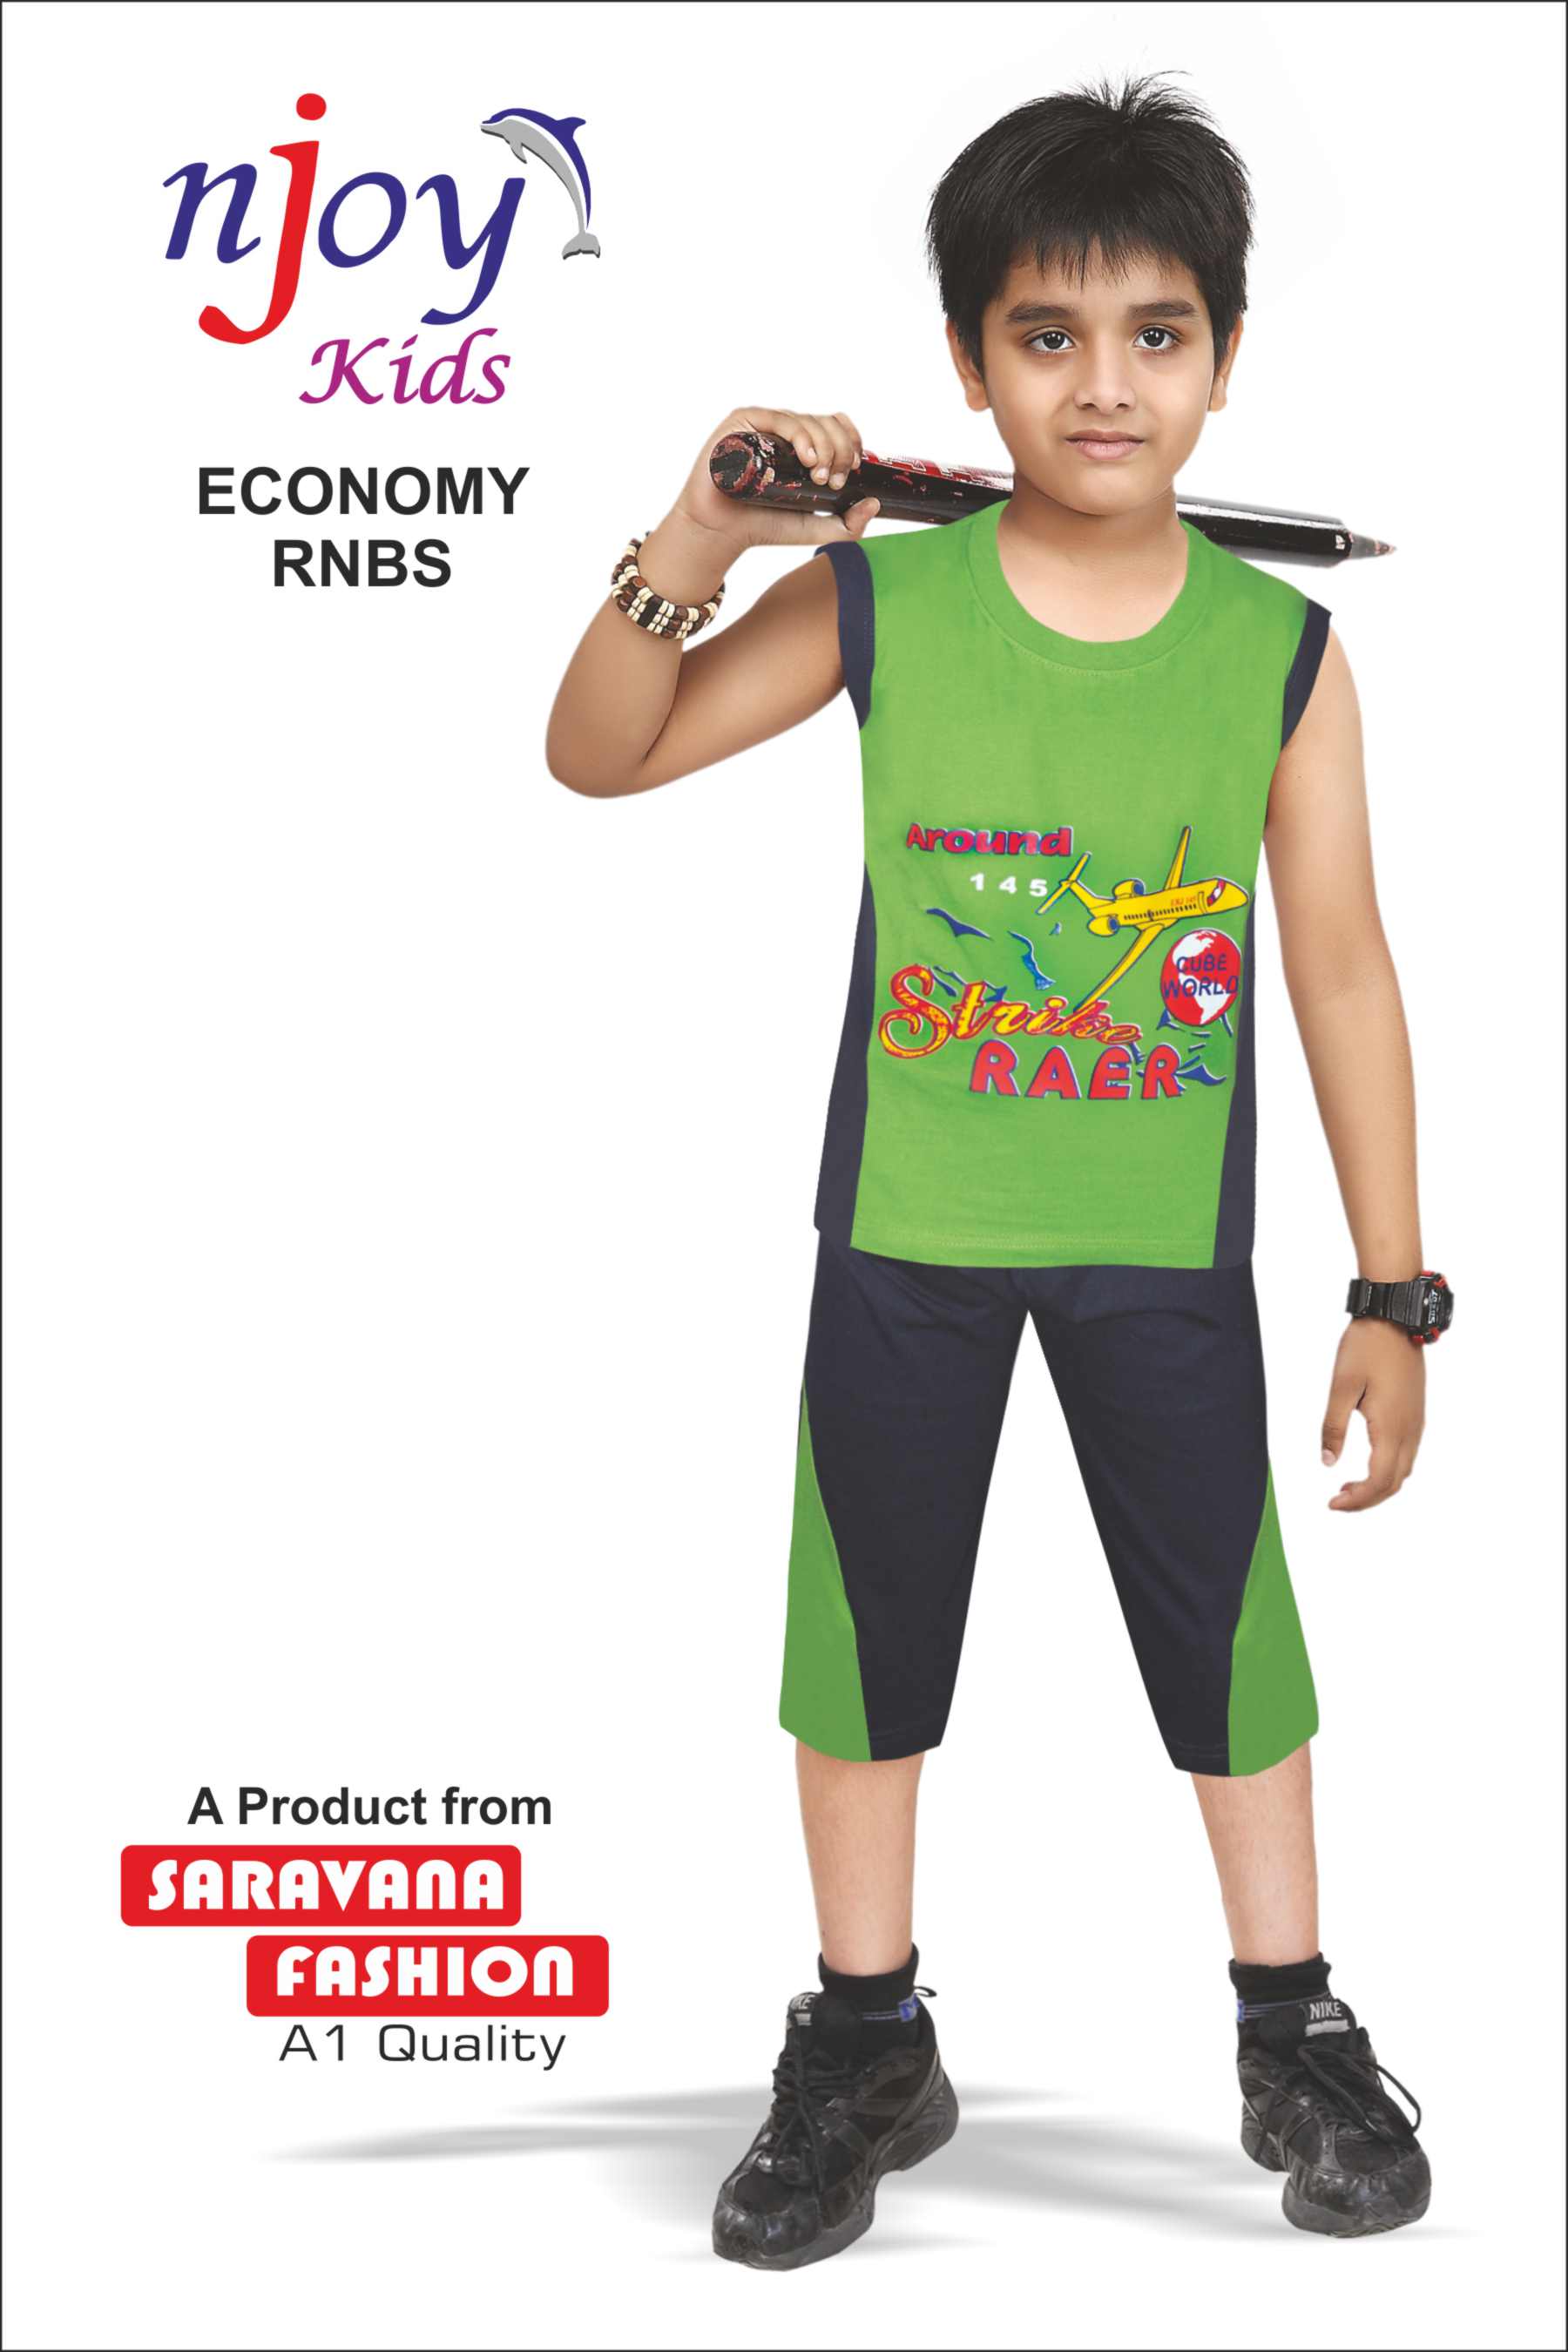 njoy
Kids
ECONOMY
RNBS
Around
145
CUBE
WORLD
Strike
RAER
A Product from
SARAVANA
FASHION
A1 Quality
NIKE